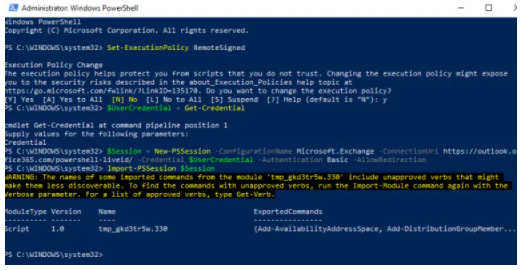 Administrator: Windows PowerShell
Windows PowerShell
Copyright (C) Microsoft Corporation. All rights reserved.
PS C:\WINDOWS\system32> Set-ExecutionPolicy RemoteSigned
Execution Policy Change
The execution policy helps protect you from scripts that you do not trust. Changing the execution policy might expose
you to the security risks described in the about_Execution_Policies help topic at
https:/go.microsoft.com/fwlink/?LinkID=135170. Do you want to change the execution policy?
[Y] Yes [A] Yes to All [N] No [L] No to All [S] Suspend [?] Help (default is "N"): y
PS C:\WINDOWS\system32> $UserCredential = Get-Credential
cmdlet Get-Credential at command pipeline position 1
Supply values for the following parameters:
Credential
PS C:\WINDOWS\system32> $Session = New-PSSession -ConfigurationName Microsoft.Exchange -ConnectionUri https://outlook.o
ffice365.com/powershell-liveid/ -Credential $UserCredential -Authentication Basic -AllowRedirection
PS C:\WINDOWS\system32> Import-PSSession $Session
WARNING: The names of some imported commands from the module 'tmp_gkd3tr5w.330' include unapproved verbs that might
make them less discoverable. To find the commands with unapproved verbs, run the Import-Module command again with the
Verbose parameter. For a list of approved verbs, type Get-Verb.
ModuleType Version Name ExportedCommands
Script 1.0 tmp_gkd3tr5w.330 {Add-AvailabilityAddressSpace, Add-DistributionGroupMember...
PS C:\WINDOWS\system32>